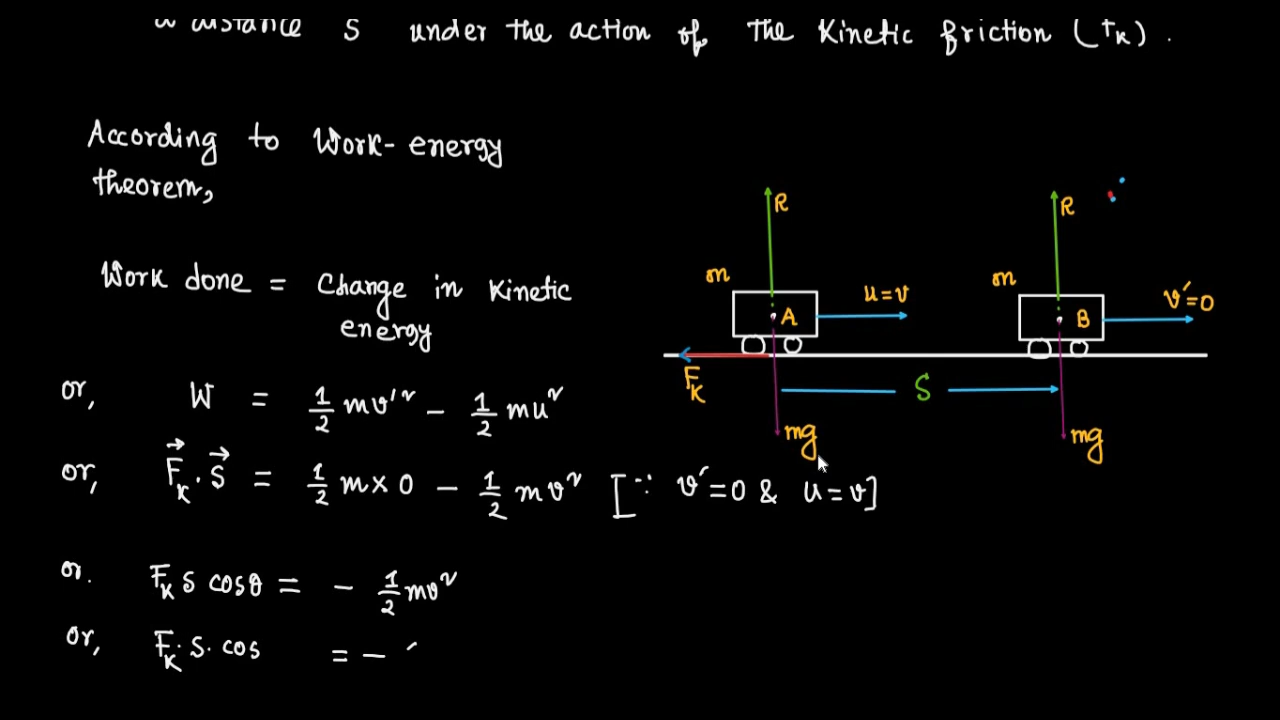 a distance S under the action of the Kinetic friction (fK).
According to Work-energy
theorem,
Work done = Change in Kinetic
energy
or, W = 1/2 mv'² - 1/2 mu²
or, F⃗K . S⃗ = 1/2 m × 0 - 1/2 mv² [∵ v'=0 & u=v]
or. FK S cosθ = - 1/2 mv²
or, FK . S. cos = -
R
R
m
m
u=v
v'=0
A
B
FK
S
mg
mg